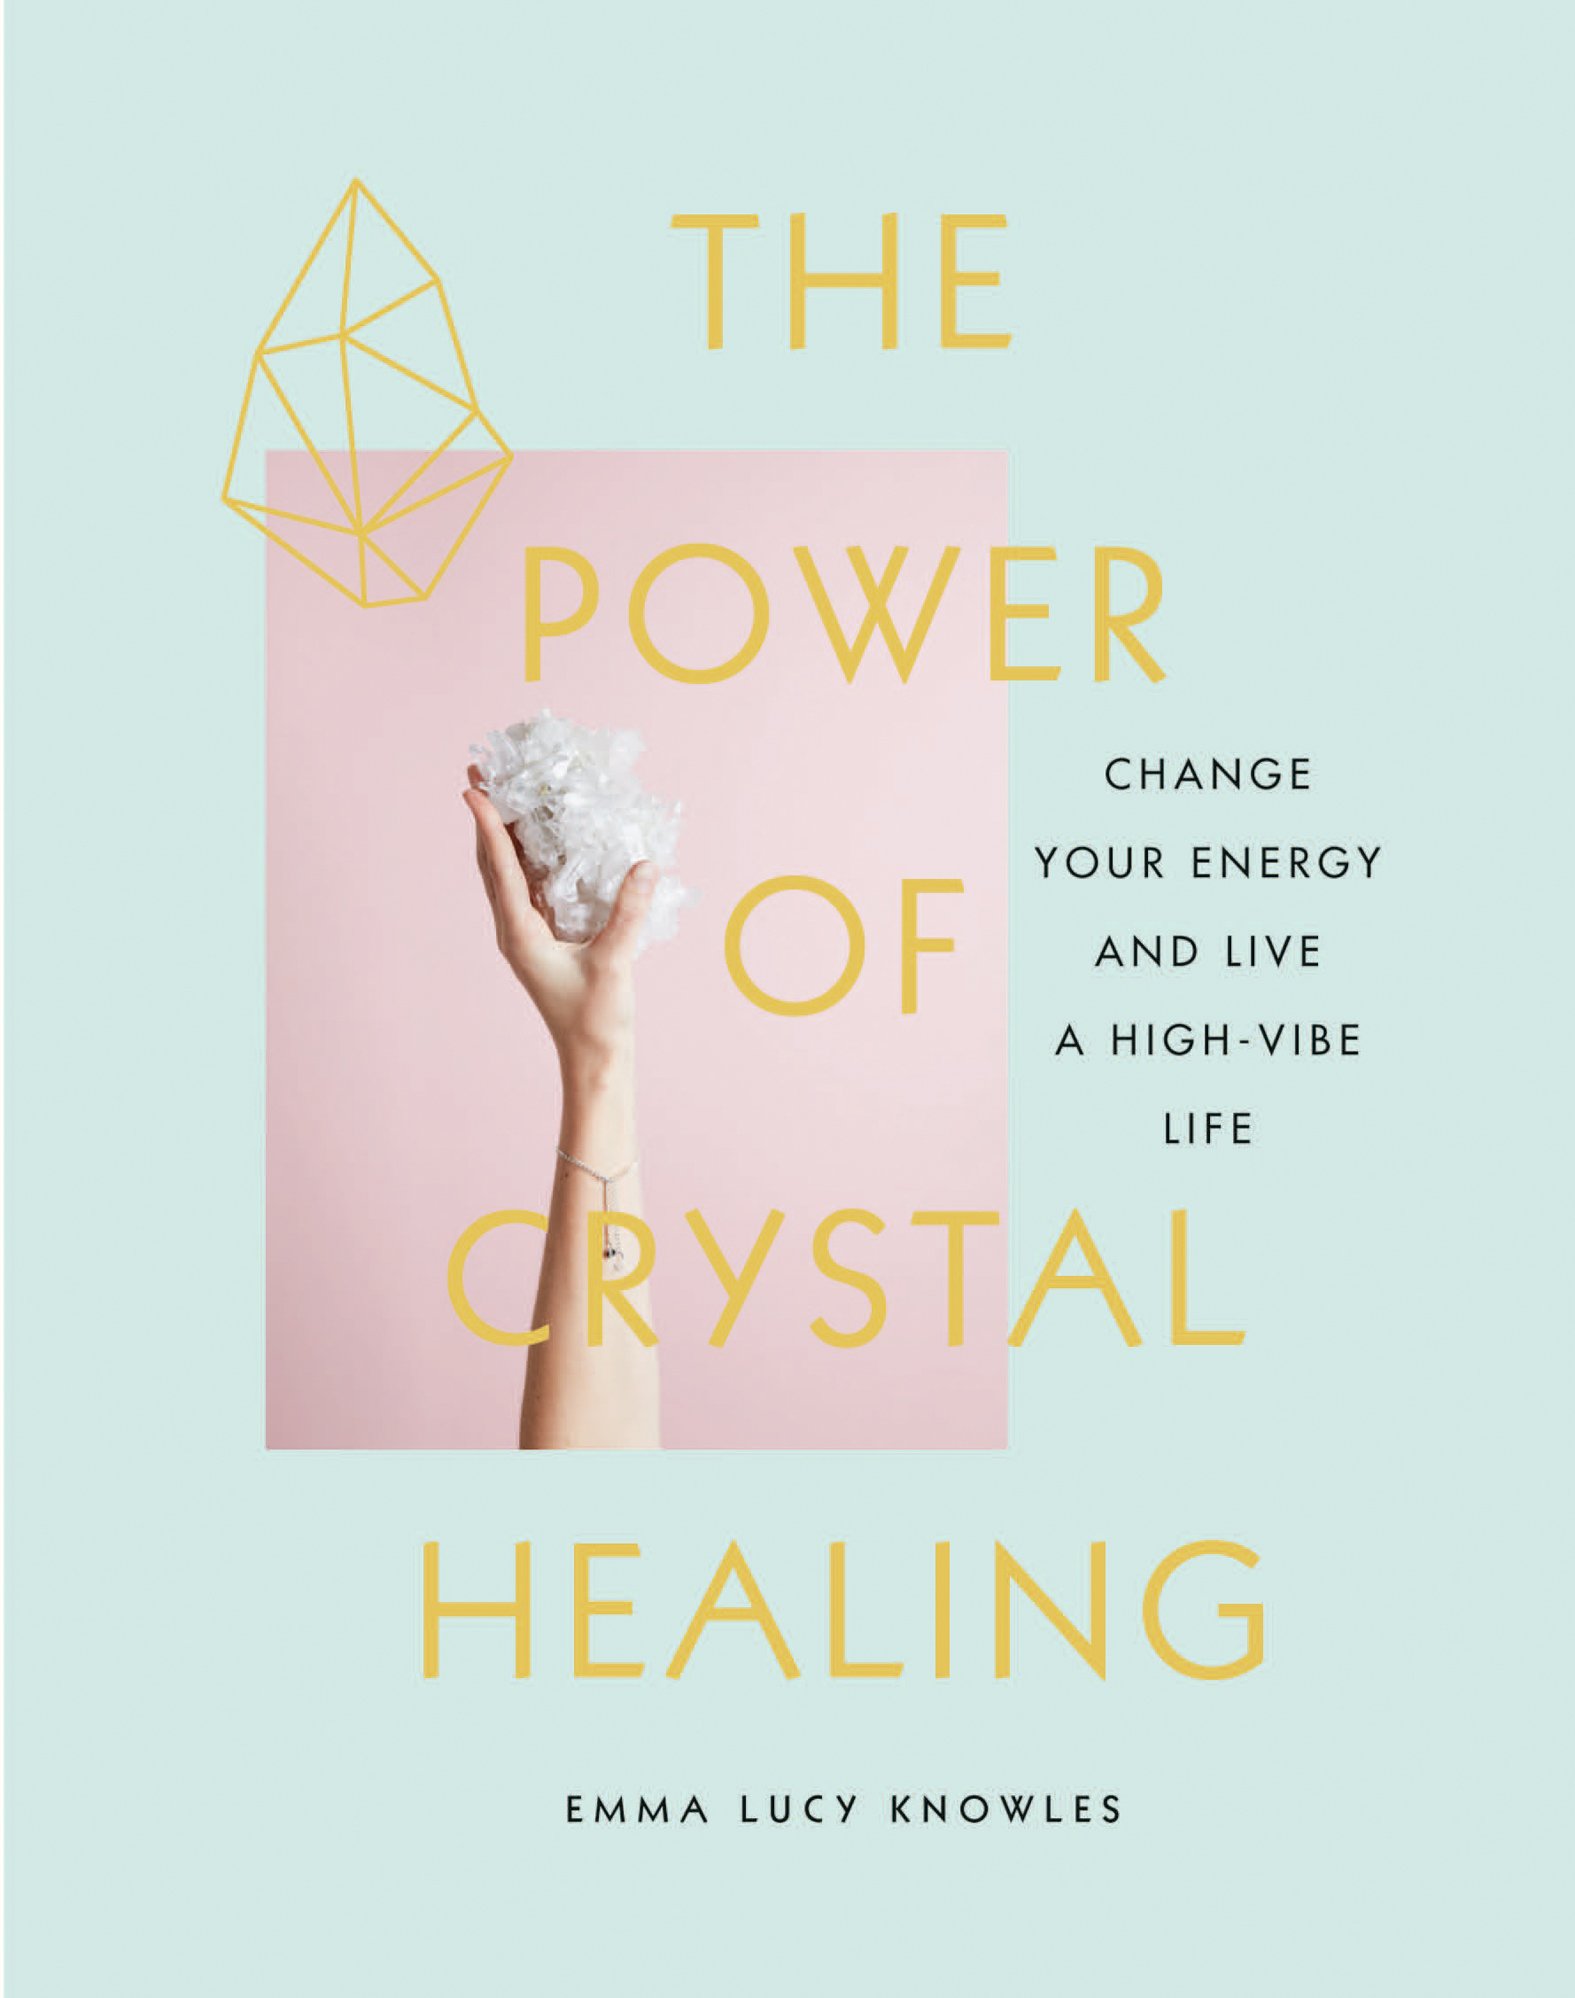 THE
POWER
OF
CHANGE
YOUR ENERGY
AND LIVE
A HIGH-VIBE
LIFE
CRYSTAL
HEALING
EMMA LUCY KNOWLES